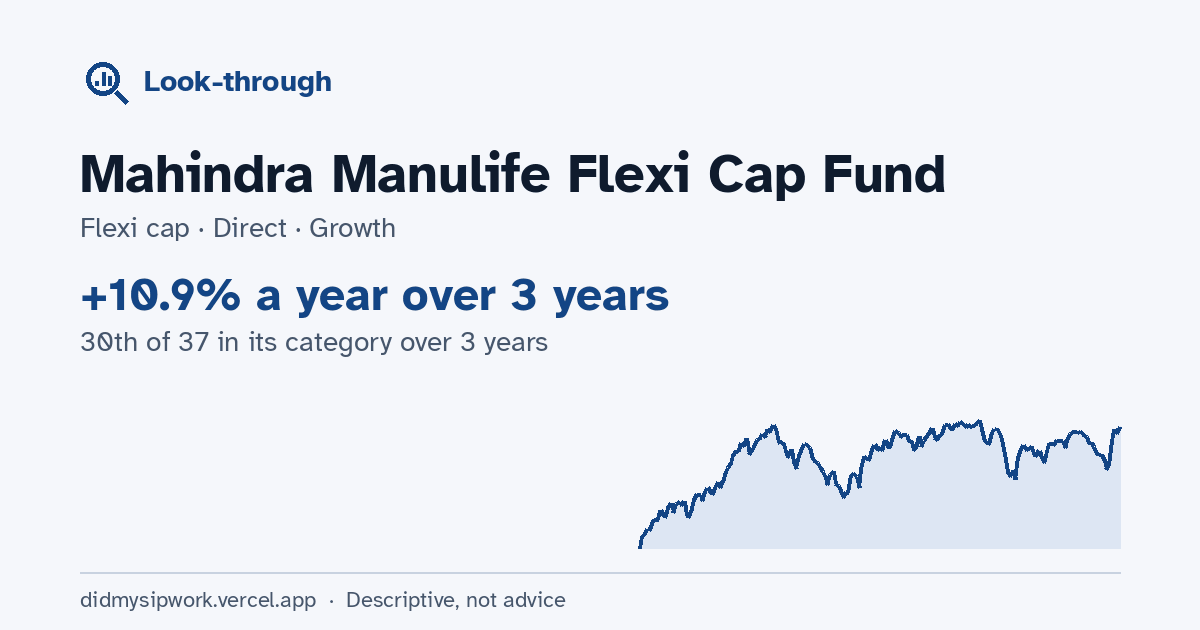 Look-through
Mahindra Manulife Flexi Cap Fund
Flexi cap · Direct · Growth
+10.9% a year over 3 years
30th of 37 in its category over 3 years
didmysipwork.vercel.app · Descriptive, not advice